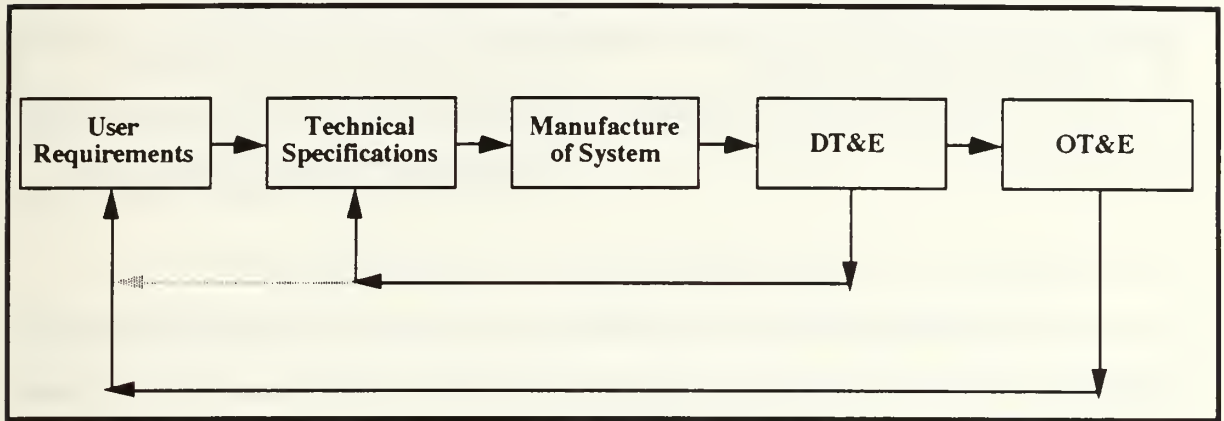 User
Requirements
Technical
Specifications
Manufacture
of System
DT&E
OT&E